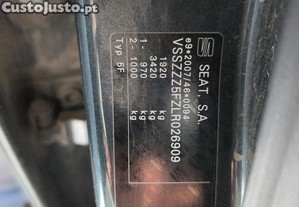 CustoJusto.pt
SEAT, S.A.
e9*2007/46*0094
VSSZZZ5FZLR026909
1920 kg
3420 kg
1- 970 kg
2- 1000 kg
Typ 5F